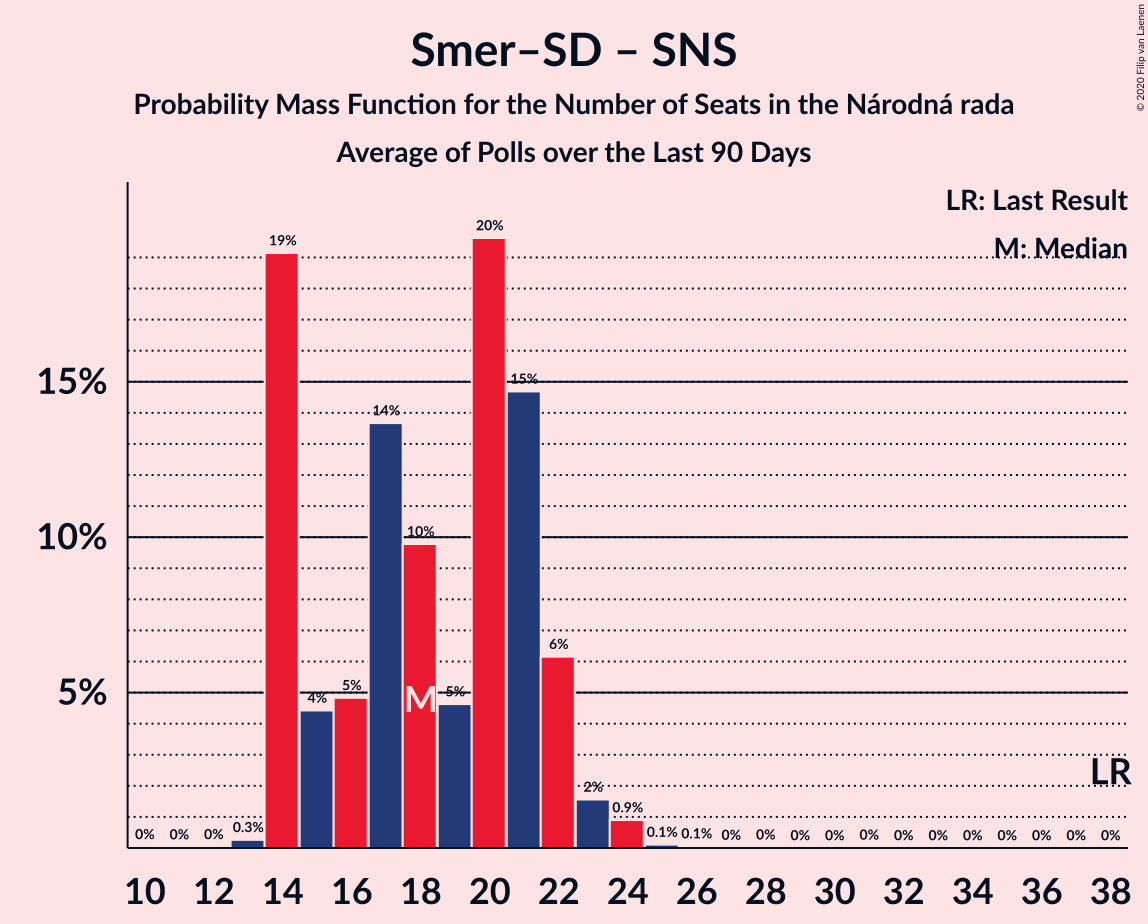 © 2020 Filip van Laenen
Smer–SD – SNS
Probability Mass Function for the Number of Seats in the Národná rada
Average of Polls over the Last 90 Days
LR: Last Result
M: Median
15%
10%
5%
0% 0% 0% 0.3% 19% 4% 5% 14% 10% 5% 20% 15% 6% 2% 0.9% 0.1% 0.1% 0% 0% 0% 0% 0% 0% 0% 0% 0% 0% 0% 0%
M
LR
10 12 14 16 18 20 22 24 26 28 30 32 34 36 38